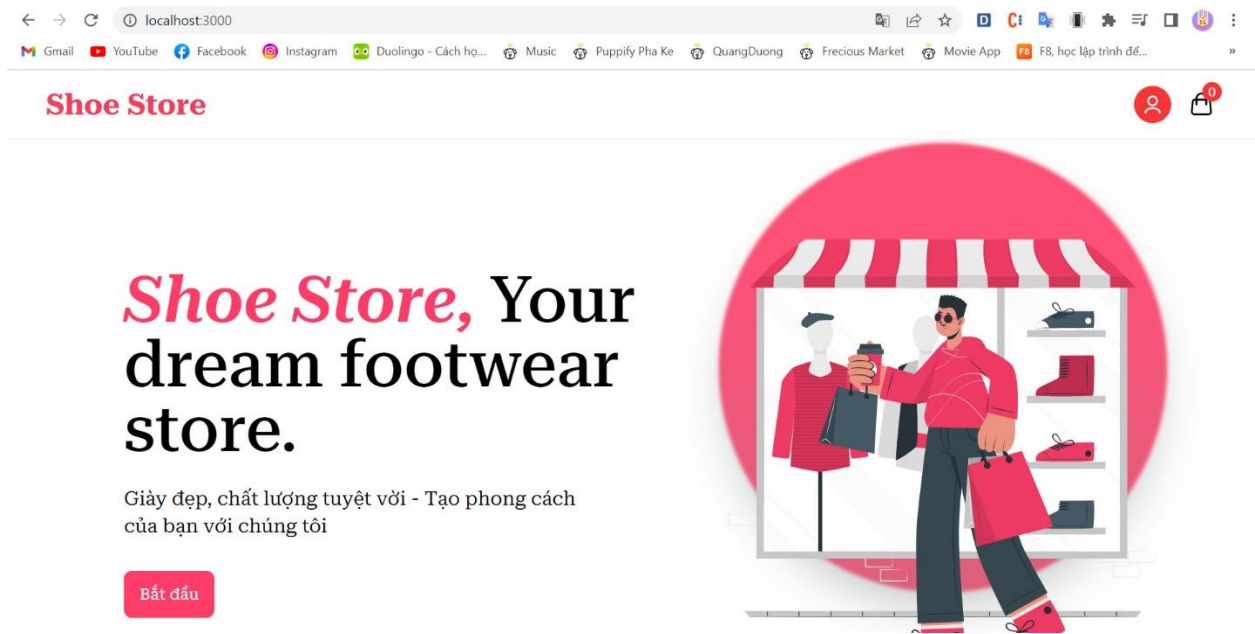 localhost:3000
Gmail YouTube Facebook Instagram Duolingo - Cách họ... Music Puppify Pha Ke QuangDuong Frecious Market Movie App F8, học lập trình để... »
Shoe Store
0
Shoe Store, Your
dream footwear
store.
Giày đẹp, chất lượng tuyệt vời - Tạo phong cách
của bạn với chúng tôi
Bắt đầu